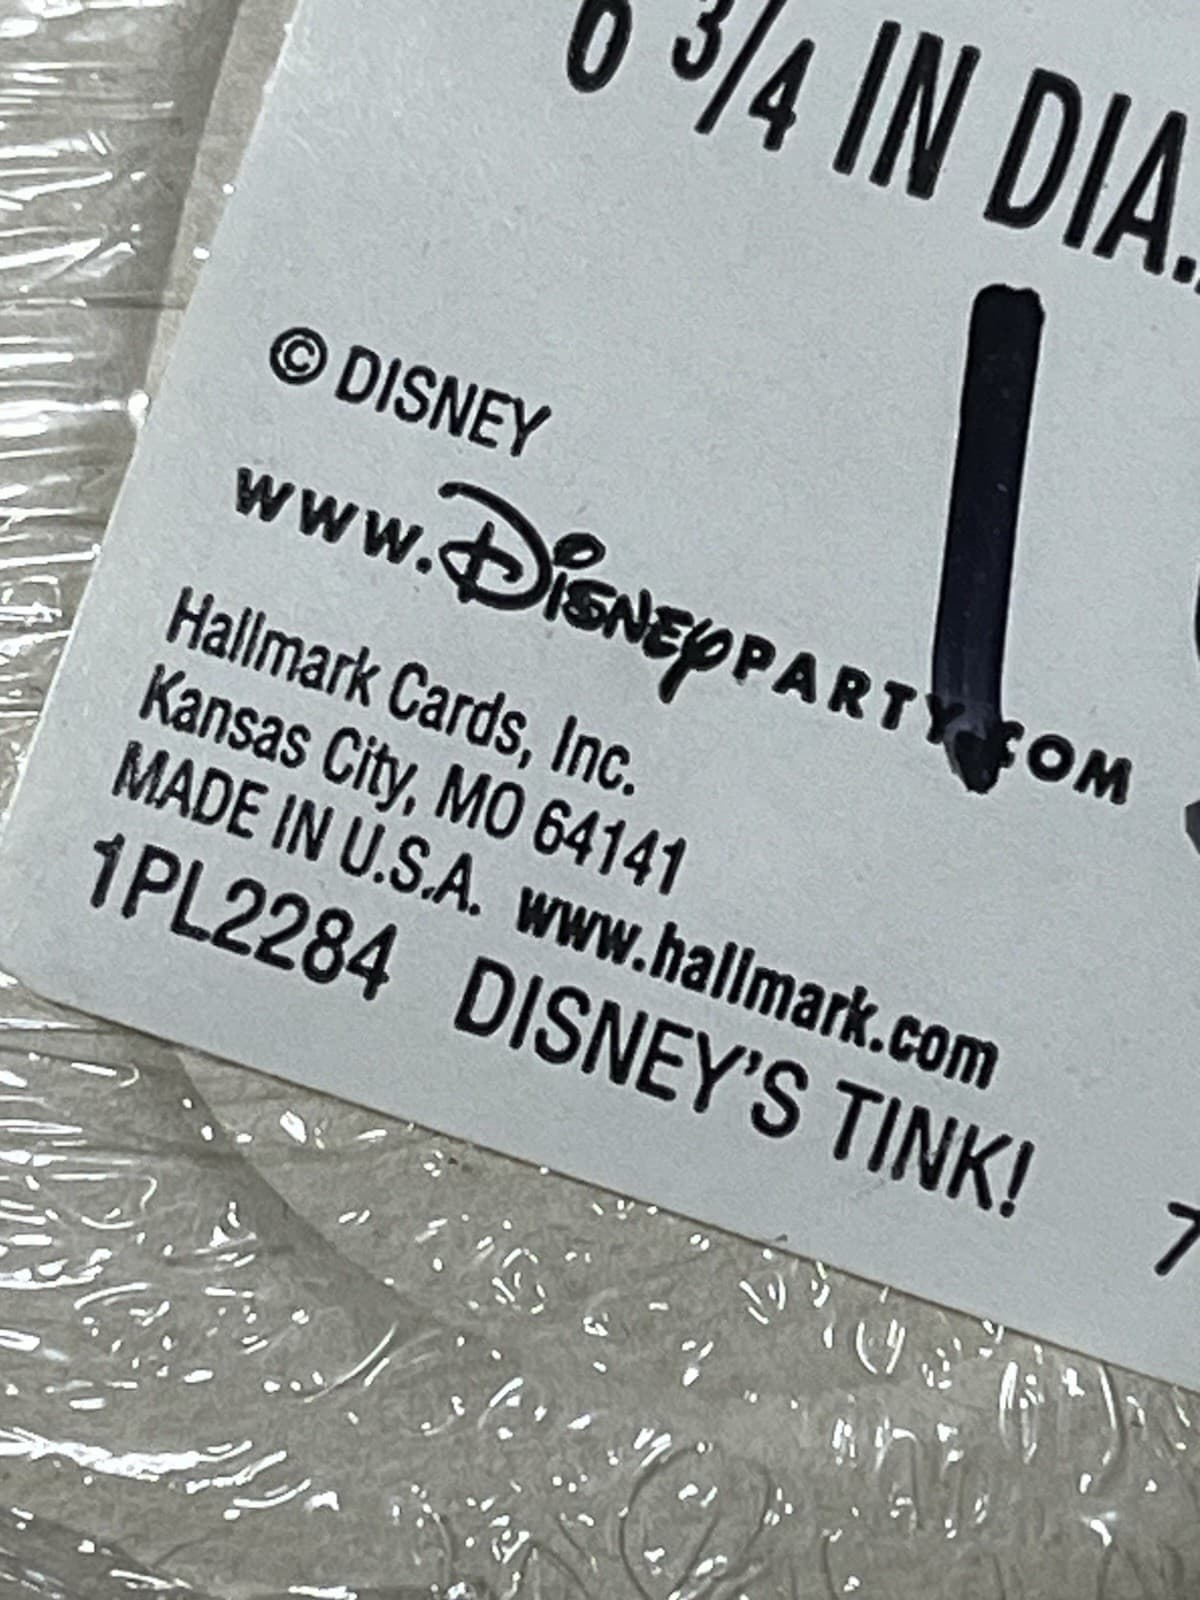 6 ¾ IN DIA..
© DISNEY
www.DisneyPARTY.COM
Hallmark Cards, Inc.
Kansas City, MO 64141
MADE IN U.S.A. www.hallmark.com
1PL2284 DISNEY'S TINK! 7